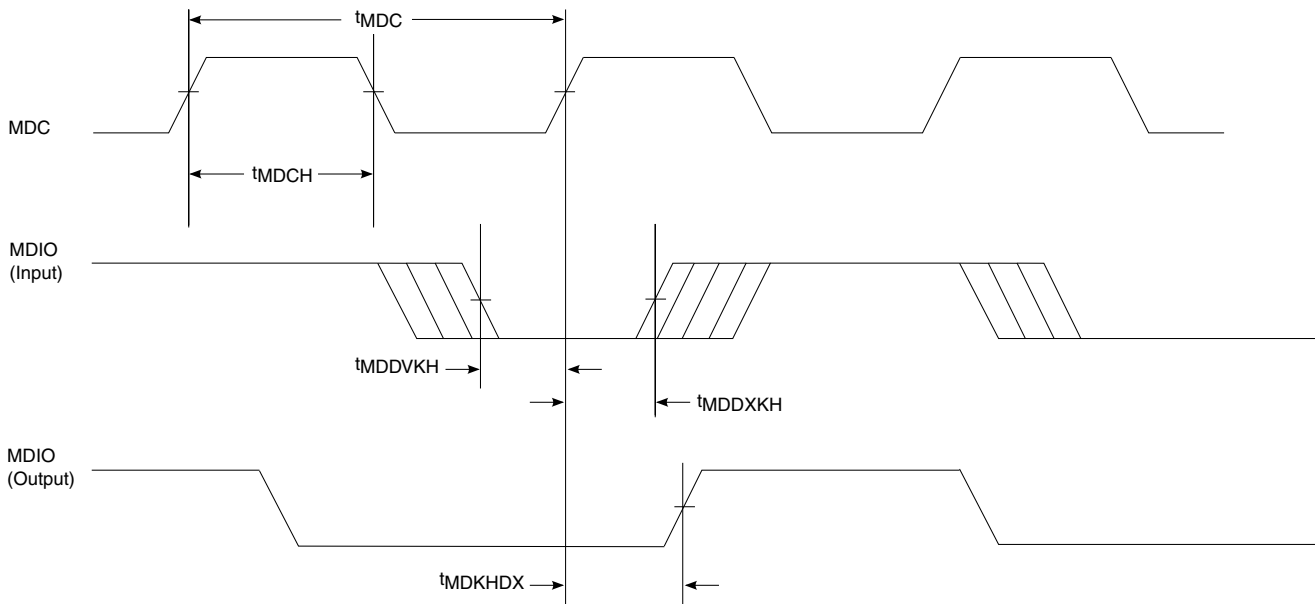 tMDC
MDC
tMDCH
MDIO
(Input)
tMDDVKH
tMDDXKH
MDIO
(Output)
tMDKHDX